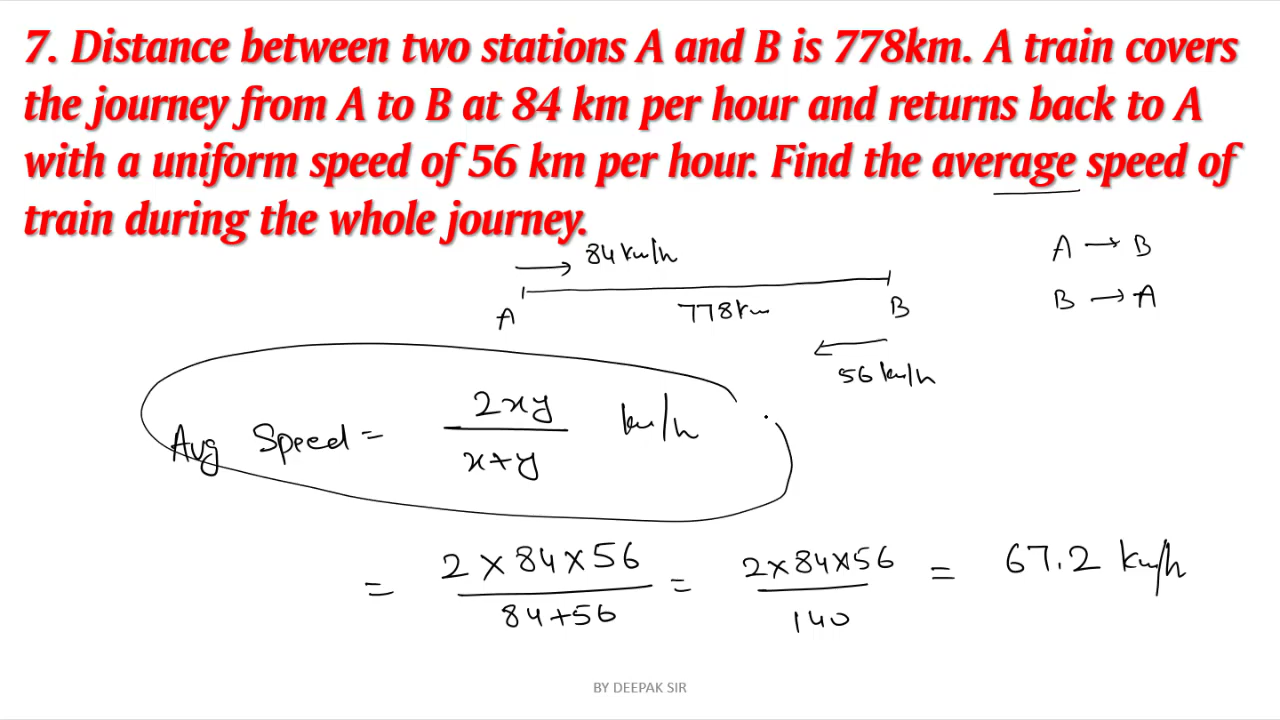 7. Distance between two stations A and B is 778km. A train covers
the journey from A to B at 84 km per hour and returns back to A
with a uniform speed of 56 km per hour. Find the average speed of
train during the whole journey.
84 km/h
A → B
B → A
A 778km B
56 km/h
Avg Speed = 2xy / x+y km/h
= 2×84×56 / 84+56 = 2×84×56 / 140 = 67.2 km/h
BY DEEPAK SIR